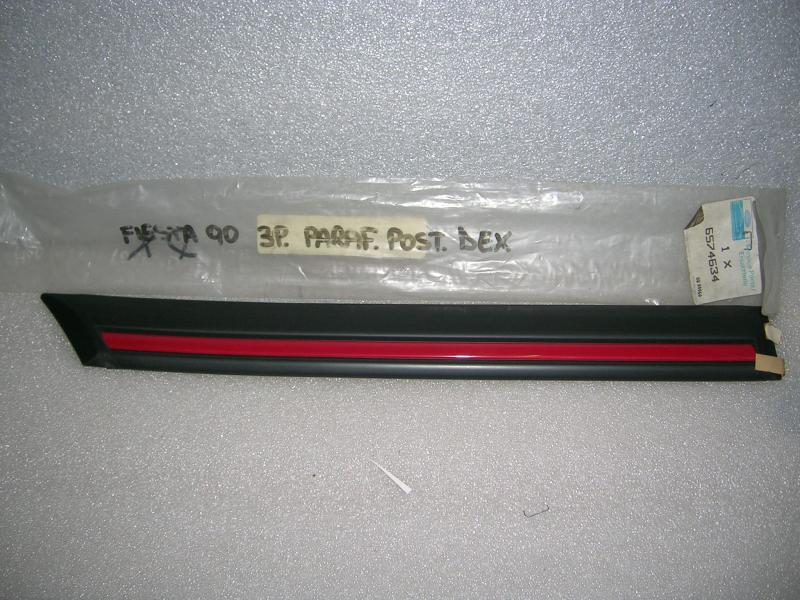 FIESTA 90 3P. PARAF. POST. DEX
6574634
1 X